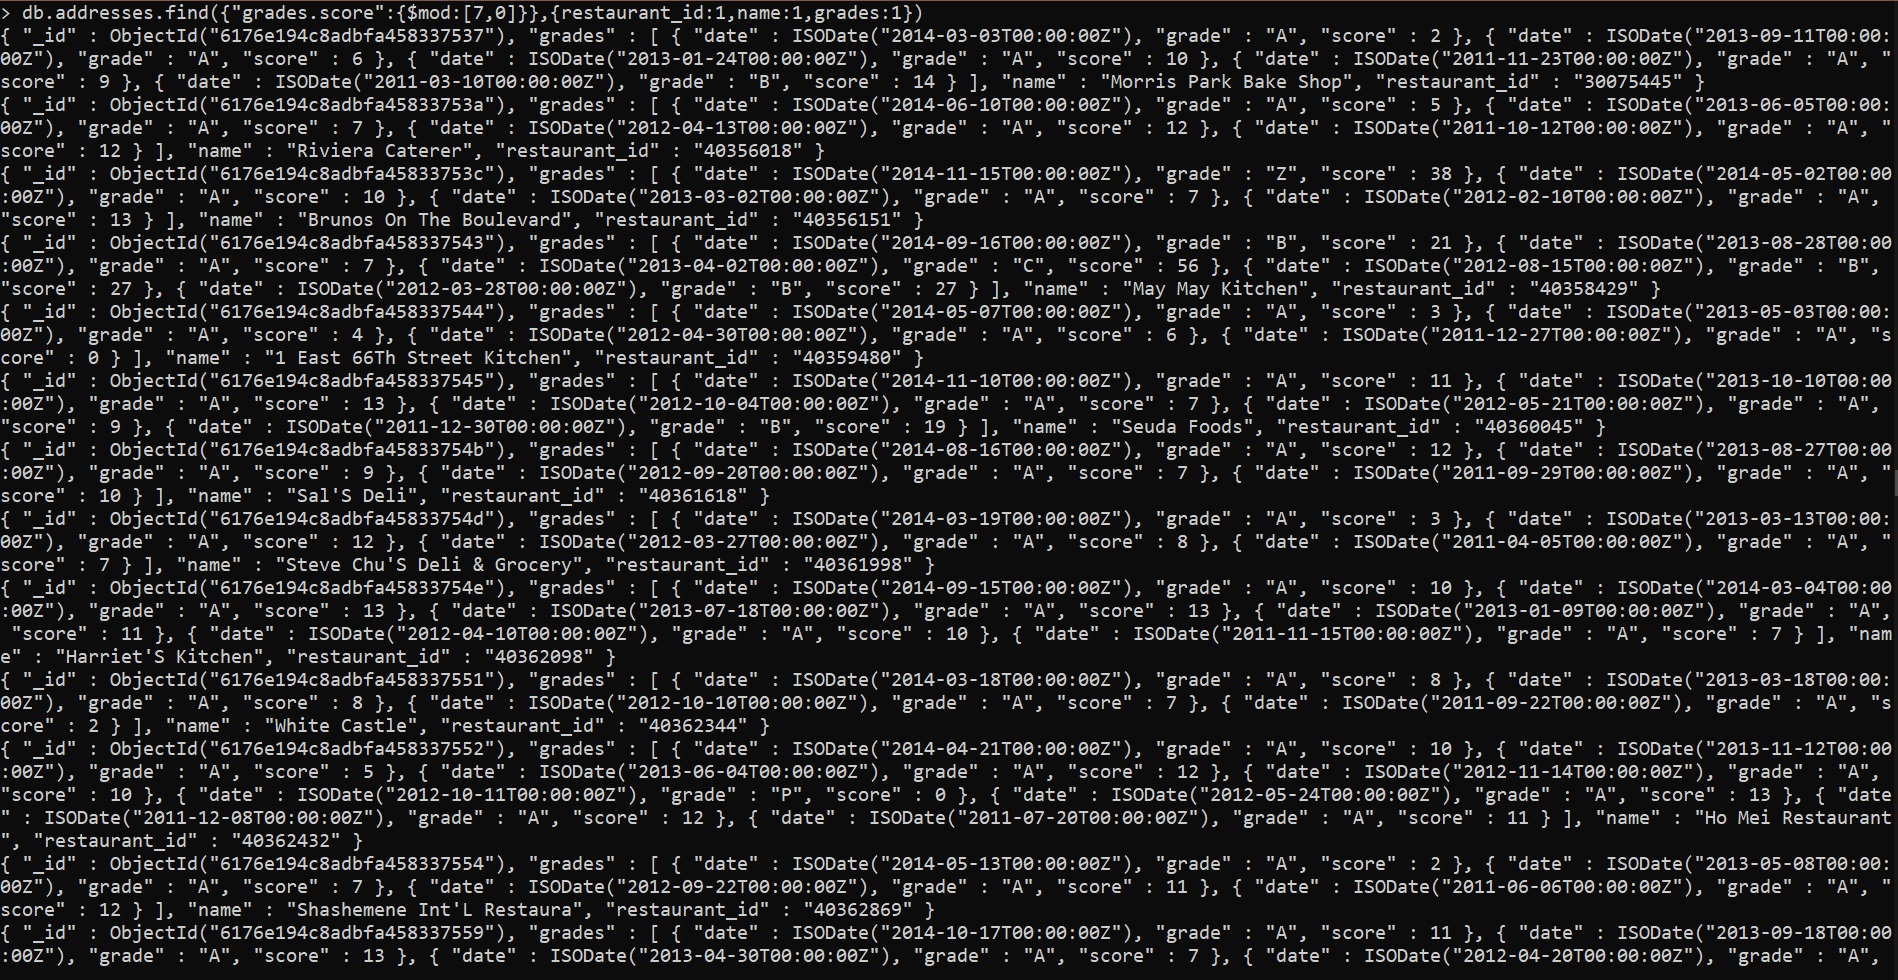 > db.addresses.find({"grades.score":{$mod:[7,0]}},{restaurant_id:1,name:1,grades:1})
{ "_id" : ObjectId("6176e194c8adbfa458337537"), "grades" : [ { "date" : ISODate("2014-03-03T00:00:00Z"), "grade" : "A", "score" : 2 }, { "date" : ISODate("2013-09-11T00:00:
00Z"), "grade" : "A", "score" : 6 }, { "date" : ISODate("2013-01-24T00:00:00Z"), "grade" : "A", "score" : 10 }, { "date" : ISODate("2011-11-23T00:00:00Z"), "grade" : "A", "
score" : 9 }, { "date" : ISODate("2011-03-10T00:00:00Z"), "grade" : "B", "score" : 14 } ], "name" : "Morris Park Bake Shop", "restaurant_id" : "30075445" }
{ "_id" : ObjectId("6176e194c8adbfa45833753a"), "grades" : [ { "date" : ISODate("2014-06-10T00:00:00Z"), "grade" : "A", "score" : 5 }, { "date" : ISODate("2013-06-05T00:00:
00Z"), "grade" : "A", "score" : 7 }, { "date" : ISODate("2012-04-13T00:00:00Z"), "grade" : "A", "score" : 12 }, { "date" : ISODate("2011-10-12T00:00:00Z"), "grade" : "A", "
score" : 12 } ], "name" : "Riviera Caterer", "restaurant_id" : "40356018" }
{ "_id" : ObjectId("6176e194c8adbfa45833753c"), "grades" : [ { "date" : ISODate("2014-11-15T00:00:00Z"), "grade" : "Z", "score" : 38 }, { "date" : ISODate("2014-05-02T00:00
:00Z"), "grade" : "A", "score" : 10 }, { "date" : ISODate("2013-03-02T00:00:00Z"), "grade" : "A", "score" : 7 }, { "date" : ISODate("2012-02-10T00:00:00Z"), "grade" : "A",
"score" : 13 } ], "name" : "Brunos On The Boulevard", "restaurant_id" : "40356151" }
{ "_id" : ObjectId("6176e194c8adbfa458337543"), "grades" : [ { "date" : ISODate("2014-09-16T00:00:00Z"), "grade" : "B", "score" : 21 }, { "date" : ISODate("2013-08-28T00:00
:00Z"), "grade" : "A", "score" : 7 }, { "date" : ISODate("2013-04-02T00:00:00Z"), "grade" : "C", "score" : 56 }, { "date" : ISODate("2012-08-15T00:00:00Z"), "grade" : "B",
"score" : 27 }, { "date" : ISODate("2012-03-28T00:00:00Z"), "grade" : "B", "score" : 27 } ], "name" : "May May Kitchen", "restaurant_id" : "40358429" }
{ "_id" : ObjectId("6176e194c8adbfa458337544"), "grades" : [ { "date" : ISODate("2014-05-07T00:00:00Z"), "grade" : "A", "score" : 3 }, { "date" : ISODate("2013-05-03T00:00:
00Z"), "grade" : "A", "score" : 4 }, { "date" : ISODate("2012-04-30T00:00:00Z"), "grade" : "A", "score" : 6 }, { "date" : ISODate("2011-12-27T00:00:00Z"), "grade" : "A", "s
core" : 0 } ], "name" : "1 East 66Th Street Kitchen", "restaurant_id" : "40359480" }
{ "_id" : ObjectId("6176e194c8adbfa458337545"), "grades" : [ { "date" : ISODate("2014-11-10T00:00:00Z"), "grade" : "A", "score" : 11 }, { "date" : ISODate("2013-10-10T00:00
:00Z"), "grade" : "A", "score" : 13 }, { "date" : ISODate("2012-10-04T00:00:00Z"), "grade" : "A", "score" : 7 }, { "date" : ISODate("2012-05-21T00:00:00Z"), "grade" : "A",
"score" : 9 }, { "date" : ISODate("2011-12-30T00:00:00Z"), "grade" : "B", "score" : 19 } ], "name" : "Seuda Foods", "restaurant_id" : "40360045" }
{ "_id" : ObjectId("6176e194c8adbfa45833754b"), "grades" : [ { "date" : ISODate("2014-08-16T00:00:00Z"), "grade" : "A", "score" : 12 }, { "date" : ISODate("2013-08-27T00:00
:00Z"), "grade" : "A", "score" : 9 }, { "date" : ISODate("2012-09-20T00:00:00Z"), "grade" : "A", "score" : 7 }, { "date" : ISODate("2011-09-29T00:00:00Z"), "grade" : "A", "
score" : 10 } ], "name" : "Sal'S Deli", "restaurant_id" : "40361618" }
{ "_id" : ObjectId("6176e194c8adbfa45833754d"), "grades" : [ { "date" : ISODate("2014-03-19T00:00:00Z"), "grade" : "A", "score" : 3 }, { "date" : ISODate("2013-03-13T00:00:
00Z"), "grade" : "A", "score" : 12 }, { "date" : ISODate("2012-03-27T00:00:00Z"), "grade" : "A", "score" : 8 }, { "date" : ISODate("2011-04-05T00:00:00Z"), "grade" : "A", "
score" : 7 } ], "name" : "Steve Chu'S Deli & Grocery", "restaurant_id" : "40361998" }
{ "_id" : ObjectId("6176e194c8adbfa45833754e"), "grades" : [ { "date" : ISODate("2014-09-15T00:00:00Z"), "grade" : "A", "score" : 10 }, { "date" : ISODate("2014-03-04T00:00
:00Z"), "grade" : "A", "score" : 13 }, { "date" : ISODate("2013-07-18T00:00:00Z"), "grade" : "A", "score" : 13 }, { "date" : ISODate("2013-01-09T00:00:00Z"), "grade" : "A",
 "score" : 11 }, { "date" : ISODate("2012-04-10T00:00:00Z"), "grade" : "A", "score" : 10 }, { "date" : ISODate("2011-11-15T00:00:00Z"), "grade" : "A", "score" : 7 } ], "nam
e" : "Harriet'S Kitchen", "restaurant_id" : "40362098" }
{ "_id" : ObjectId("6176e194c8adbfa458337551"), "grades" : [ { "date" : ISODate("2014-03-18T00:00:00Z"), "grade" : "A", "score" : 8 }, { "date" : ISODate("2013-03-18T00:00:
00Z"), "grade" : "A", "score" : 8 }, { "date" : ISODate("2012-10-10T00:00:00Z"), "grade" : "A", "score" : 7 }, { "date" : ISODate("2011-09-22T00:00:00Z"), "grade" : "A", "s
core" : 2 } ], "name" : "White Castle", "restaurant_id" : "40362344" }
{ "_id" : ObjectId("6176e194c8adbfa458337552"), "grades" : [ { "date" : ISODate("2014-04-21T00:00:00Z"), "grade" : "A", "score" : 10 }, { "date" : ISODate("2013-11-12T00:00
:00Z"), "grade" : "A", "score" : 5 }, { "date" : ISODate("2013-06-04T00:00:00Z"), "grade" : "A", "score" : 12 }, { "date" : ISODate("2012-11-14T00:00:00Z"), "grade" : "A",
"score" : 10 }, { "date" : ISODate("2012-10-11T00:00:00Z"), "grade" : "P", "score" : 0 }, { "date" : ISODate("2012-05-24T00:00:00Z"), "grade" : "A", "score" : 13 }, { "date
" : ISODate("2011-12-08T00:00:00Z"), "grade" : "A", "score" : 12 }, { "date" : ISODate("2011-07-20T00:00:00Z"), "grade" : "A", "score" : 11 } ], "name" : "Ho Mei Restaurant
", "restaurant_id" : "40362432" }
{ "_id" : ObjectId("6176e194c8adbfa458337554"), "grades" : [ { "date" : ISODate("2014-05-13T00:00:00Z"), "grade" : "A", "score" : 2 }, { "date" : ISODate("2013-05-08T00:00:
00Z"), "grade" : "A", "score" : 7 }, { "date" : ISODate("2012-09-22T00:00:00Z"), "grade" : "A", "score" : 11 }, { "date" : ISODate("2011-06-06T00:00:00Z"), "grade" : "A", "
score" : 12 } ], "name" : "Shashemene Int'L Restaura", "restaurant_id" : "40362869" }
{ "_id" : ObjectId("6176e194c8adbfa458337559"), "grades" : [ { "date" : ISODate("2014-10-17T00:00:00Z"), "grade" : "A", "score" : 11 }, { "date" : ISODate("2013-09-18T00:00
:00Z"), "grade" : "A", "score" : 13 }, { "date" : ISODate("2013-04-30T00:00:00Z"), "grade" : "A", "score" : 7 }, { "date" : ISODate("2012-04-20T00:00:00Z"), "grade" : "A",